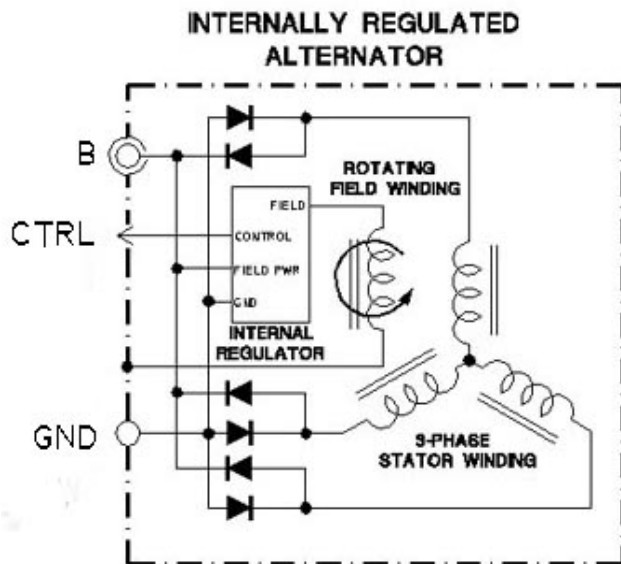 INTERNALLY REGULATED
ALTERNATOR
B
ROTATING
FIELD WINDING
FIELD
CTRL
CONTROL
FIELD PWR
GND
INTERNAL
REGULATOR
GND
3-PHASE
STATOR WINDING